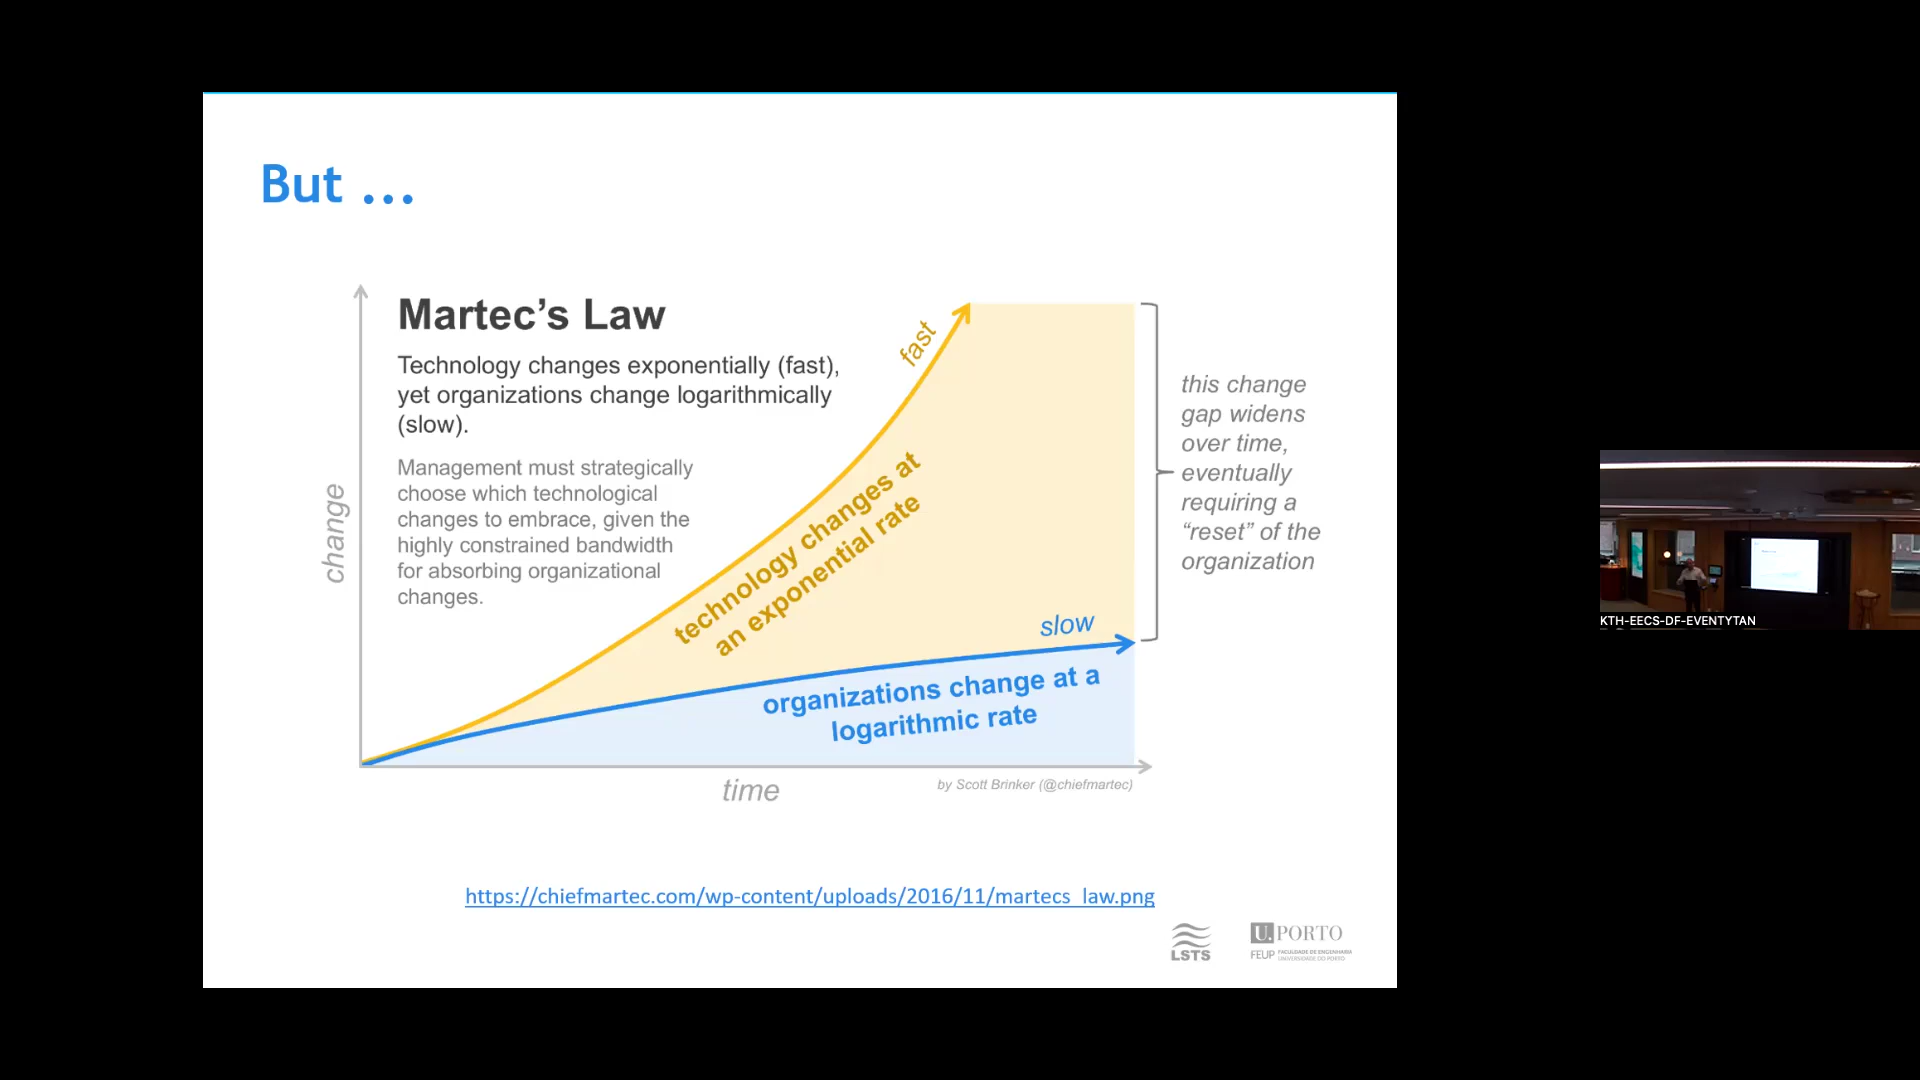 But ...
Martec’s Law
Technology changes exponentially (fast),
yet organizations change logarithmically
(slow).
Management must strategically
choose which technological
changes to embrace, given the
highly constrained bandwidth
for absorbing organizational
changes.
change
fast
technology changes at
an exponential rate
slow
organizations change at a
logarithmic rate
time
by Scott Brinker (@chiefmartec)
this change
gap widens
over time,
eventually
requiring a
“reset” of the
organization
https://chiefmartec.com/wp-content/uploads/2016/11/martecs_law.png
LSTS
U.PORTO
FEUP FACULDADE DE ENGENHARIA
UNIVERSIDADE DO PORTO
KTH-EECS-DF-EVENTYTAN